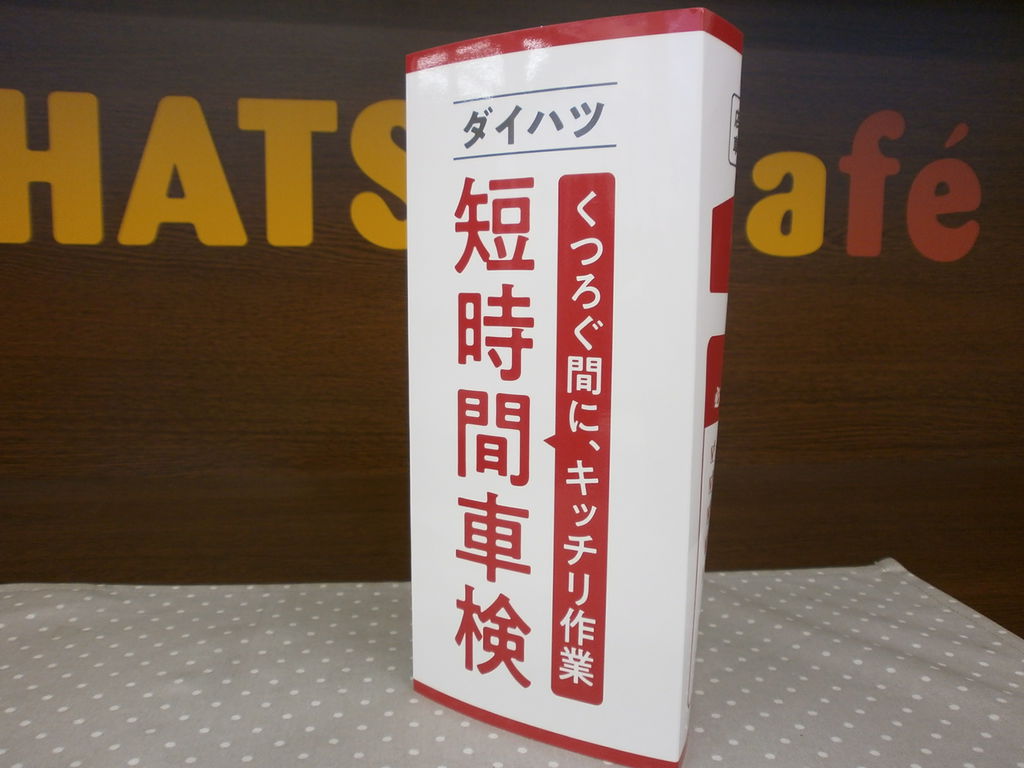 ダイハツ
くつろぐ間に、キッチリ作業
短時間車検
HATS
afé